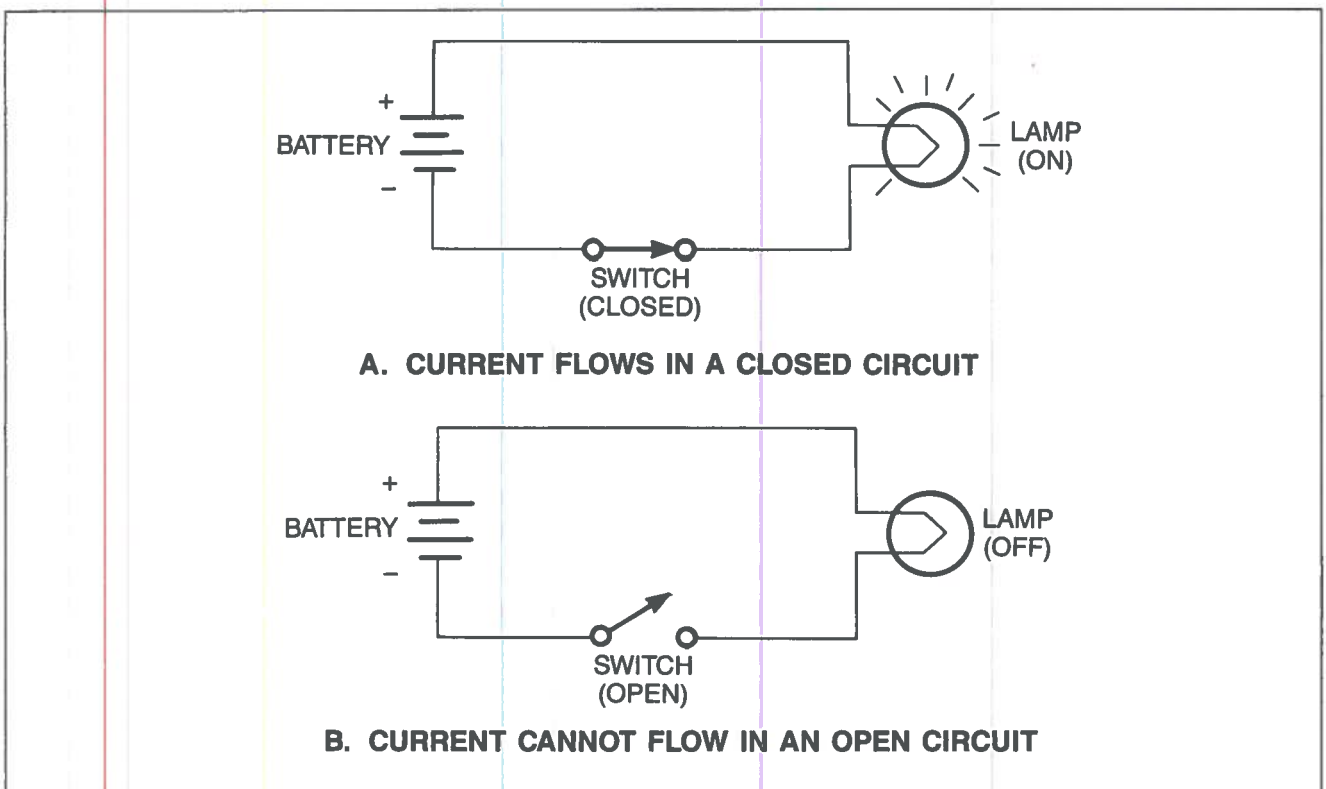 +
BATTERY
−
LAMP
(ON)
SWITCH
(CLOSED)
A. CURRENT FLOWS IN A CLOSED CIRCUIT
+
BATTERY
−
LAMP
(OFF)
SWITCH
(OPEN)
B. CURRENT CANNOT FLOW IN AN OPEN CIRCUIT